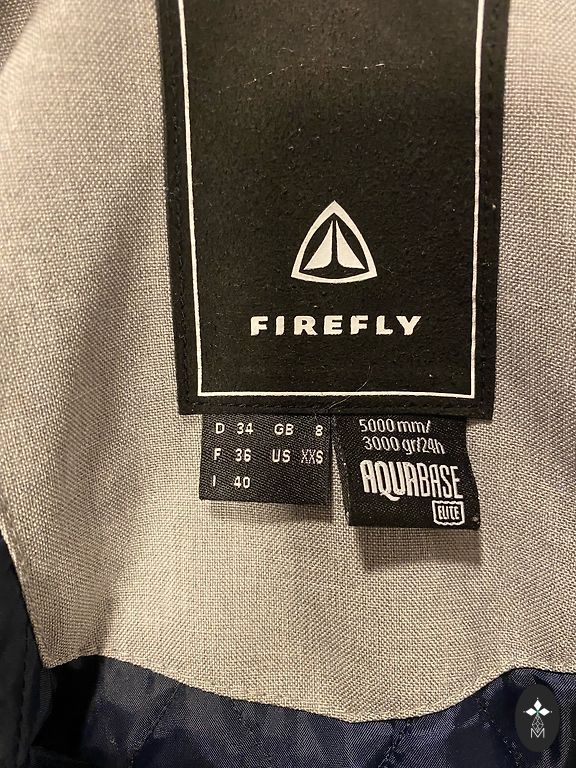 FIREFLY
D 34 GB 8
F 36 US XXS
I 40
5000 mm/
3000 gr/24h
AQUABASE
ELITE
M